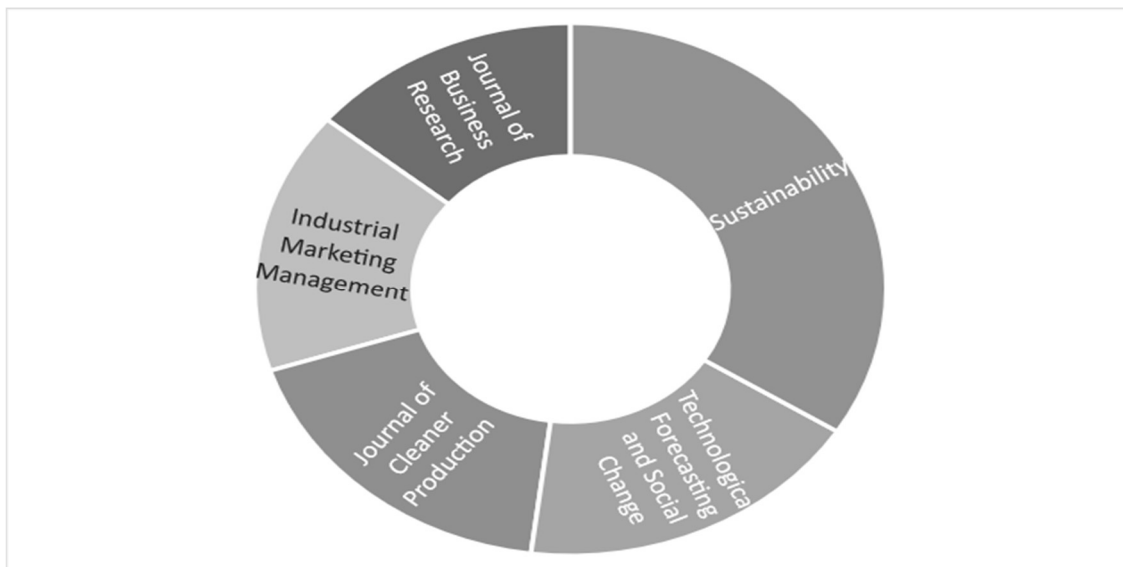 Sustainability
Technologica
Forecasting
and Social
Change
Journal of
Cleaner
Production
Industrial
Marketing
Management
Journal of
Business
Research